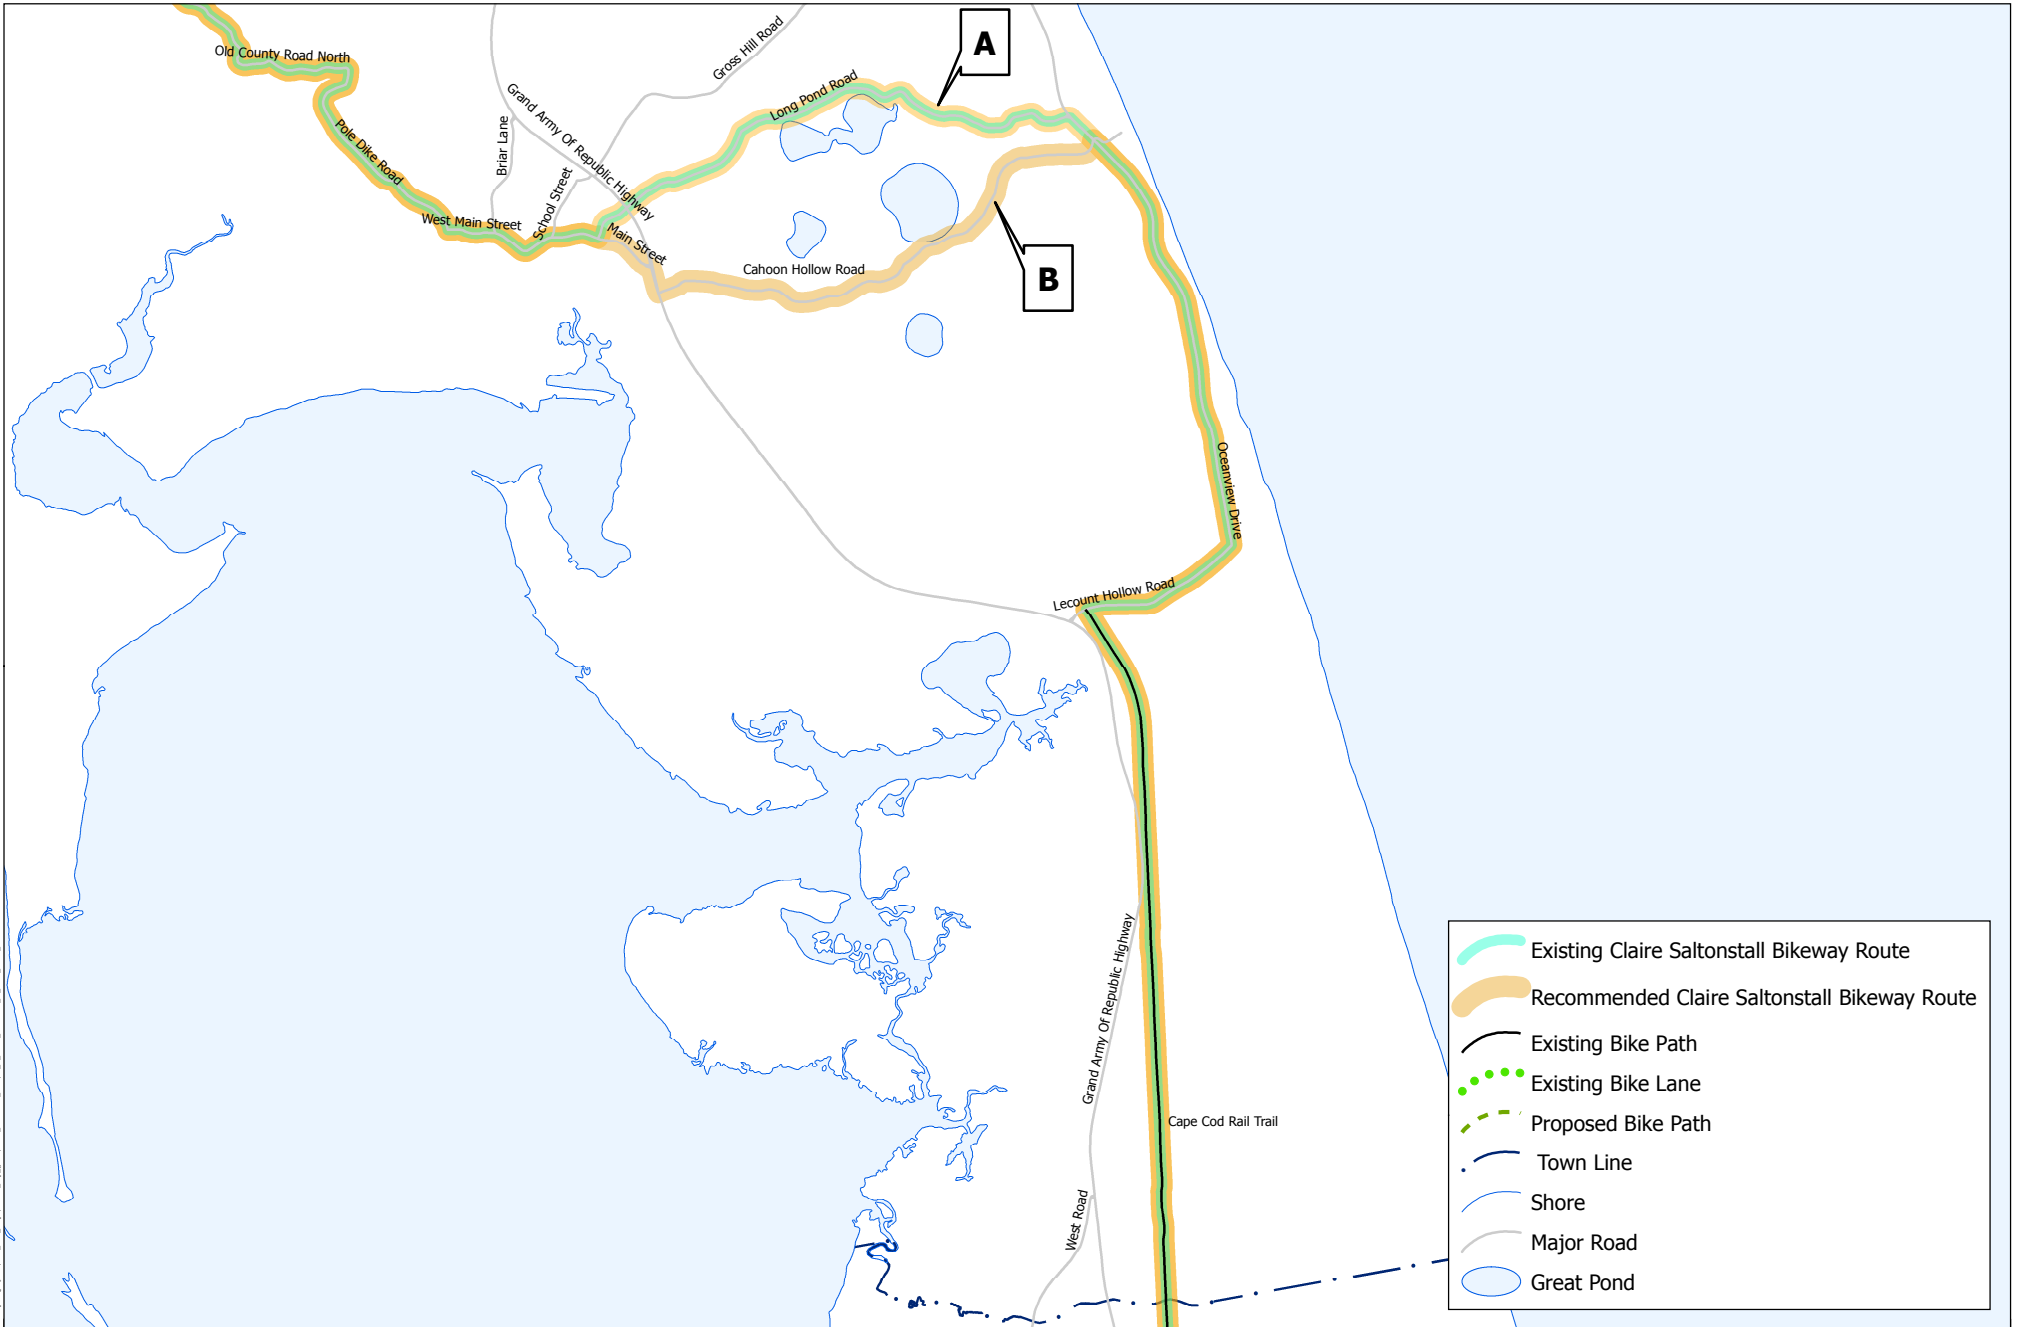 A
Gross Hill Road
Old County Road North
Long Pond Road
Grand Army Of Republic Highway
Briar Lane
Pole Dike Road
School Street
West Main Street
Main Street
Cahoon Hollow Road
B
Oceanview Drive
Lecount Hollow Road
Grand Army Of Republic Highway
Cape Cod Rail Trail
West Road
Existing Claire Saltonstall Bikeway Route
Recommended Claire Saltonstall Bikeway Route
Existing Bike Path
Existing Bike Lane
Proposed Bike Path
Town Line
Shore
Major Road
Great Pond